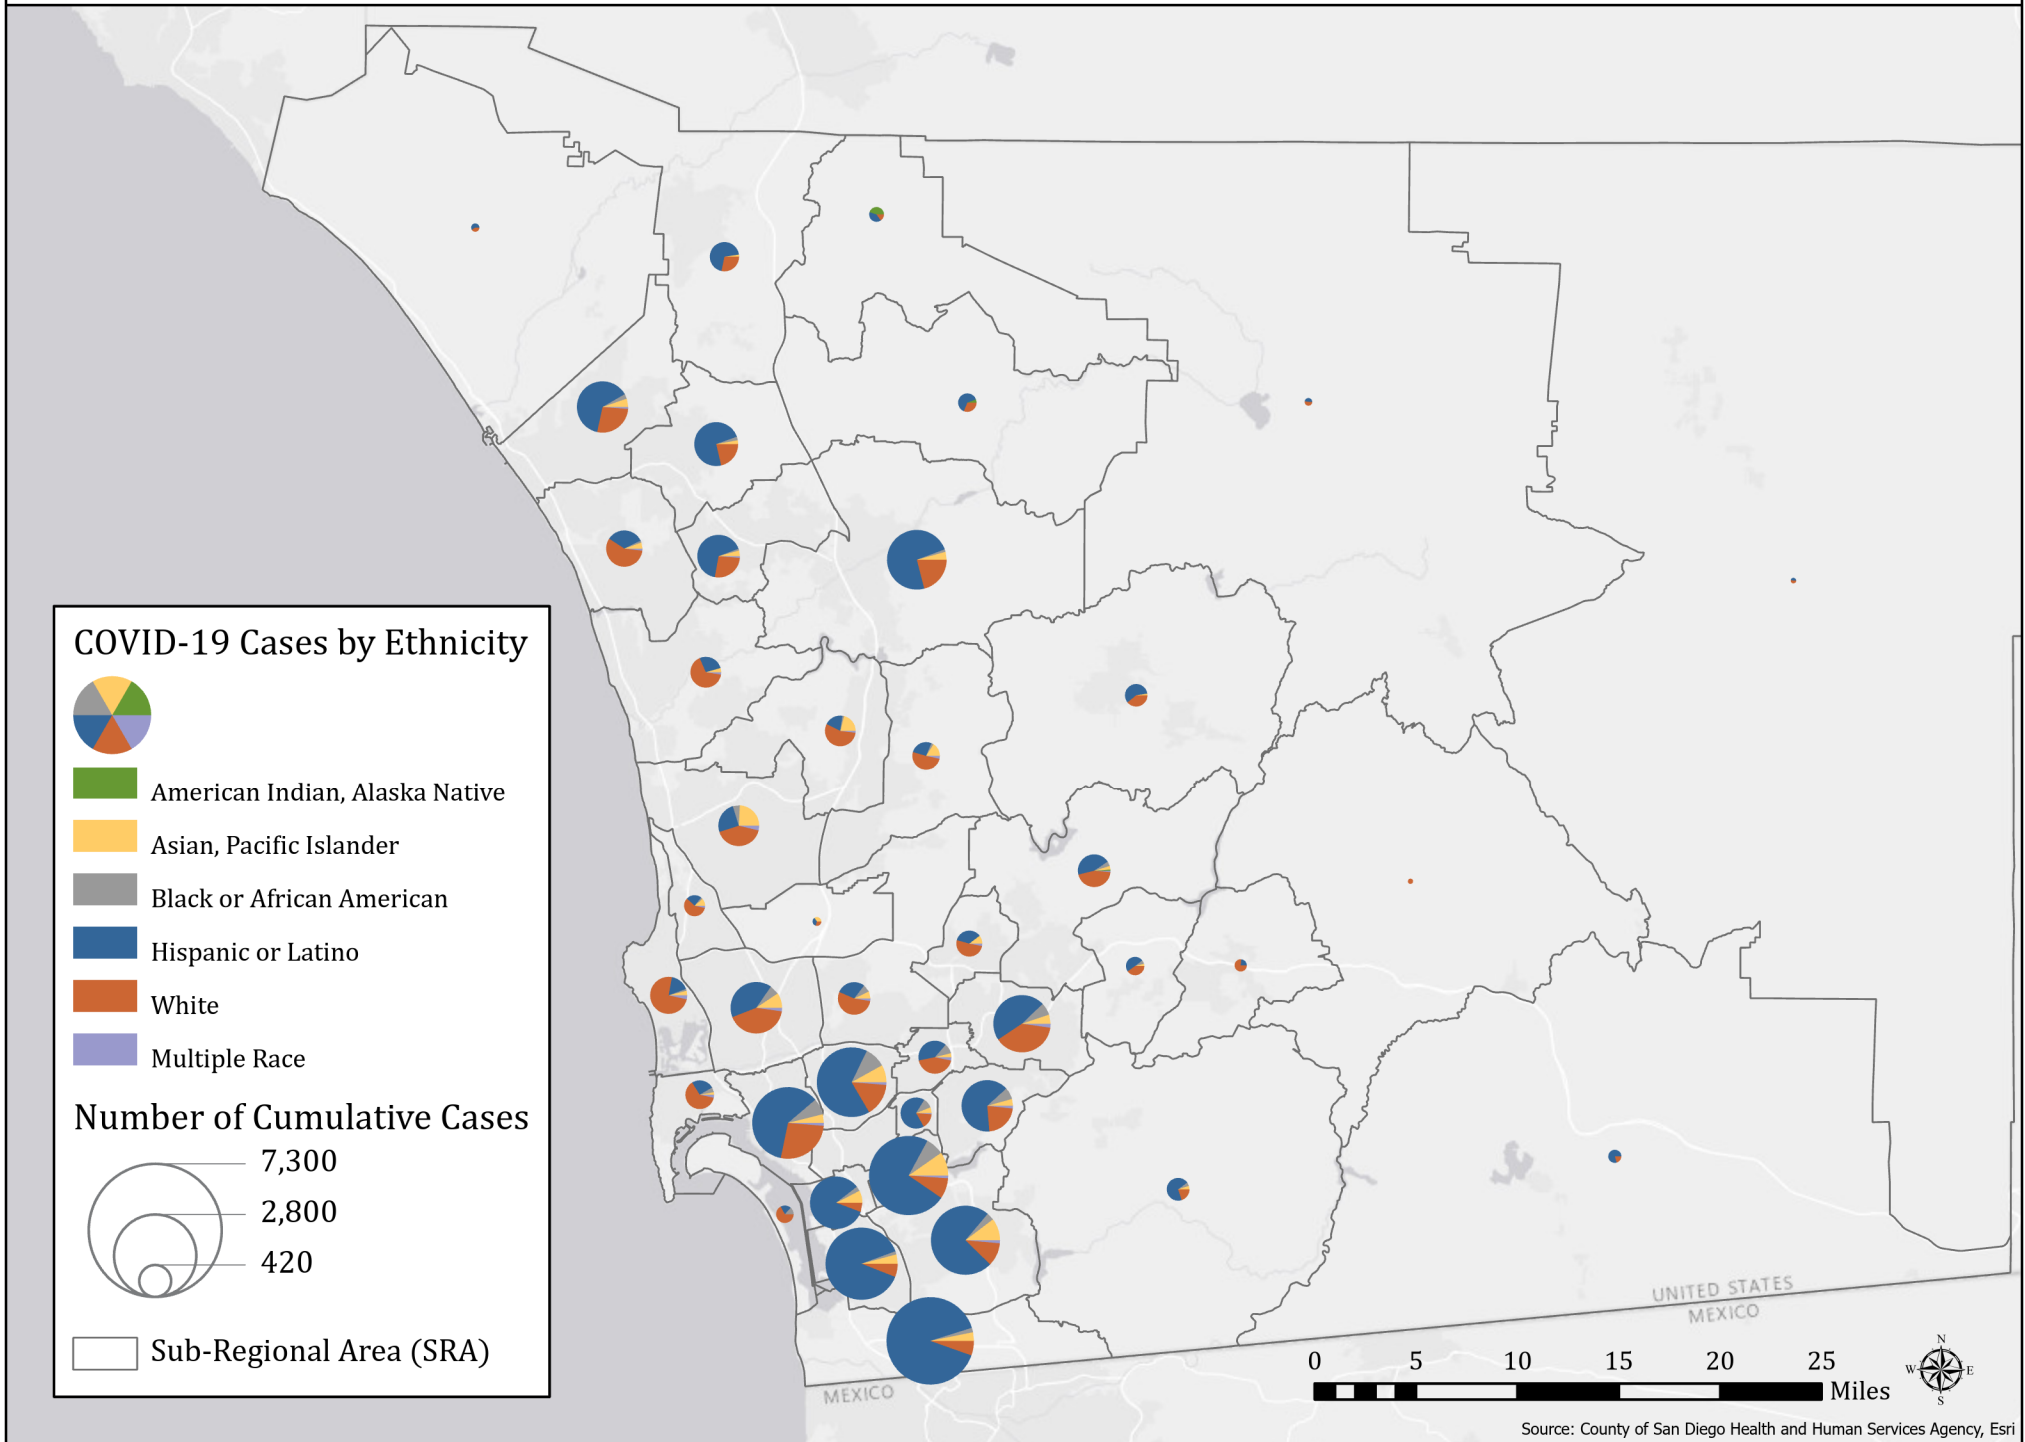 COVID-19 Cases by Ethnicity
American Indian, Alaska Native
Asian, Pacific Islander
Black or African American
Hispanic or Latino
White
Multiple Race
Number of Cumulative Cases
7,300
2,800
420
Sub-Regional Area (SRA)
UNITED STATES
MEXICO
MEXICO
0 5 10 15 20 25
Miles
N
W E
S
Source: County of San Diego Health and Human Services Agency, Esri